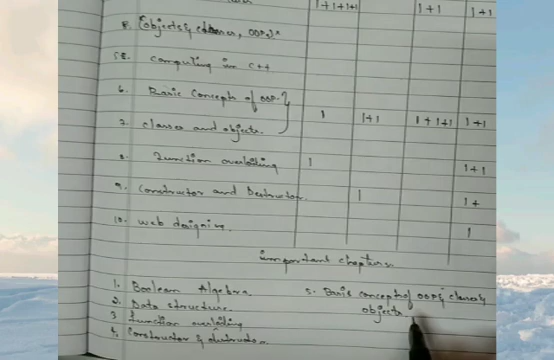 1+1+1+1 1+1 1+1
(Objects & classes, OOPs)*
Computing in C++
6. Basic Concepts of OOP
7. Classes and objects. 1 1+1 1+1+1 1+1
8. Function overloading 1 1+1
9. Constructor and Destructor. 1 1+
10. Web designing. 1
important chapters.
1. Boolean Algebra. 5. Basic concept of OOPS, classes &
2. Data structure. objects.
3 Function overloading
4. Constructor & destructor.